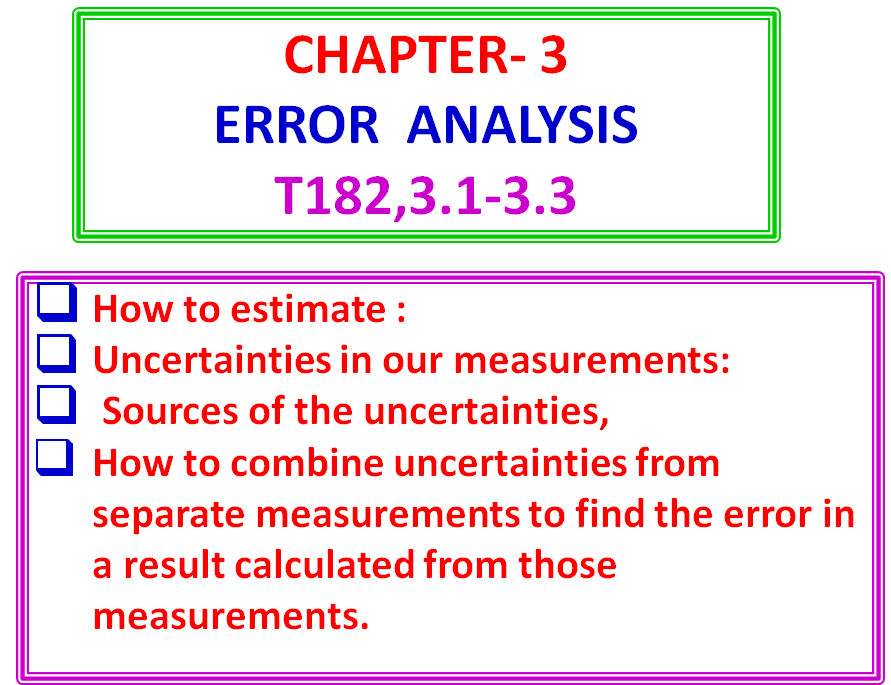 CHAPTER- 3
ERROR ANALYSIS
T182,3.1-3.3
How to estimate :
Uncertainties in our measurements:
Sources of the uncertainties,
How to combine uncertainties from
separate measurements to find the error in
a result calculated from those
measurements.